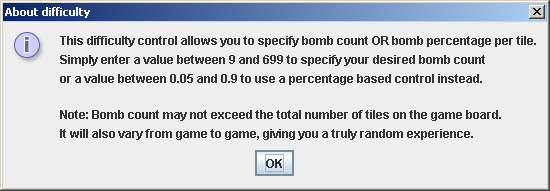 About difficulty
This difficulty control allows you to specify bomb count OR bomb percentage per tile.
Simply enter a value between 9 and 699 to specify your desired bomb count
or a value between 0.05 and 0.9 to use a percentage based control instead.
Note: Bomb count may not exceed the total number of tiles on the game board.
It will also vary from game to game, giving you a truly random experience.
OK